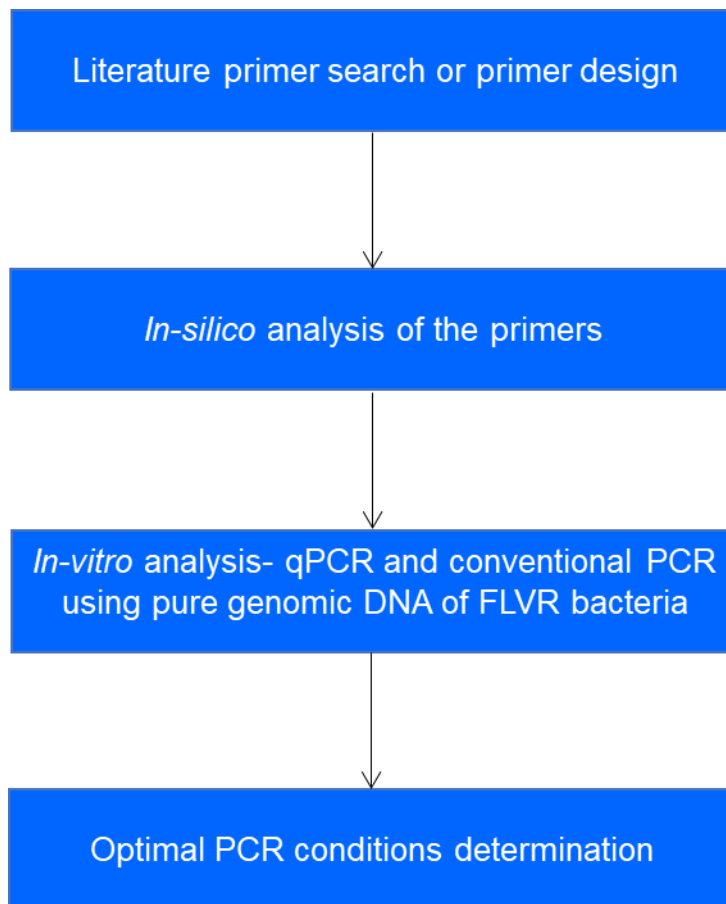 Literature primer search or primer design
In-silico analysis of the primers
In-vitro analysis- qPCR and conventional PCR
using pure genomic DNA of FLVR bacteria
Optimal PCR conditions determination